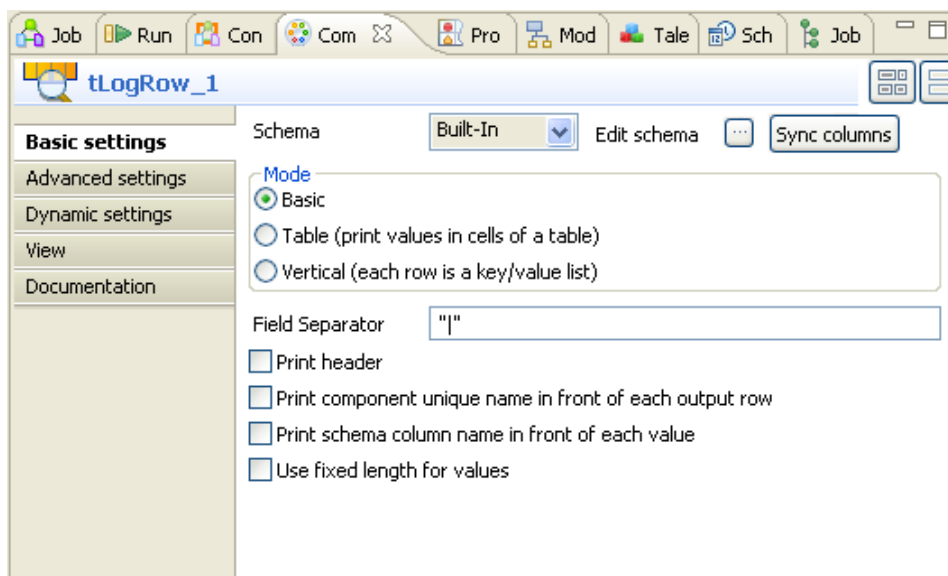 Job Run Con Com Pro Mod Tale Sch Job
tLogRow_1
Basic settings
Advanced settings
Dynamic settings
View
Documentation
Schema Built-In Edit schema ... Sync columns
Mode
Basic
Table (print values in cells of a table)
Vertical (each row is a key/value list)
Field Separator "|"
Print header
Print component unique name in front of each output row
Print schema column name in front of each value
Use fixed length for values